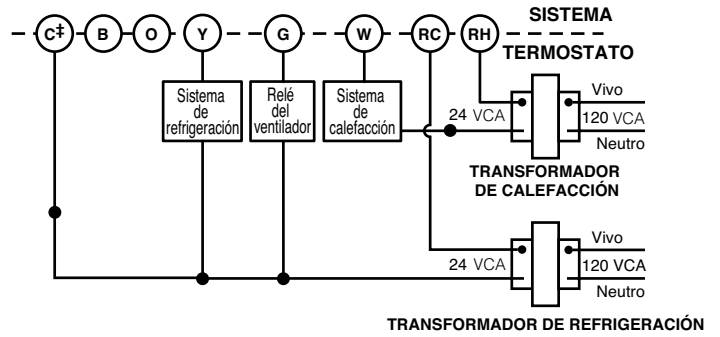 SISTEMA
C‡ B O Y G W RC RH
TERMOSTATO
Sistema
de
refrigeración
Relé
del
ventilador
Sistema
de
calefacción
24 VCA
Vivo
120 VCA
Neutro
TRANSFORMADOR
DE CALEFACCIÓN
24 VCA
Vivo
120 VCA
Neutro
TRANSFORMADOR DE REFRIGERACIÓN